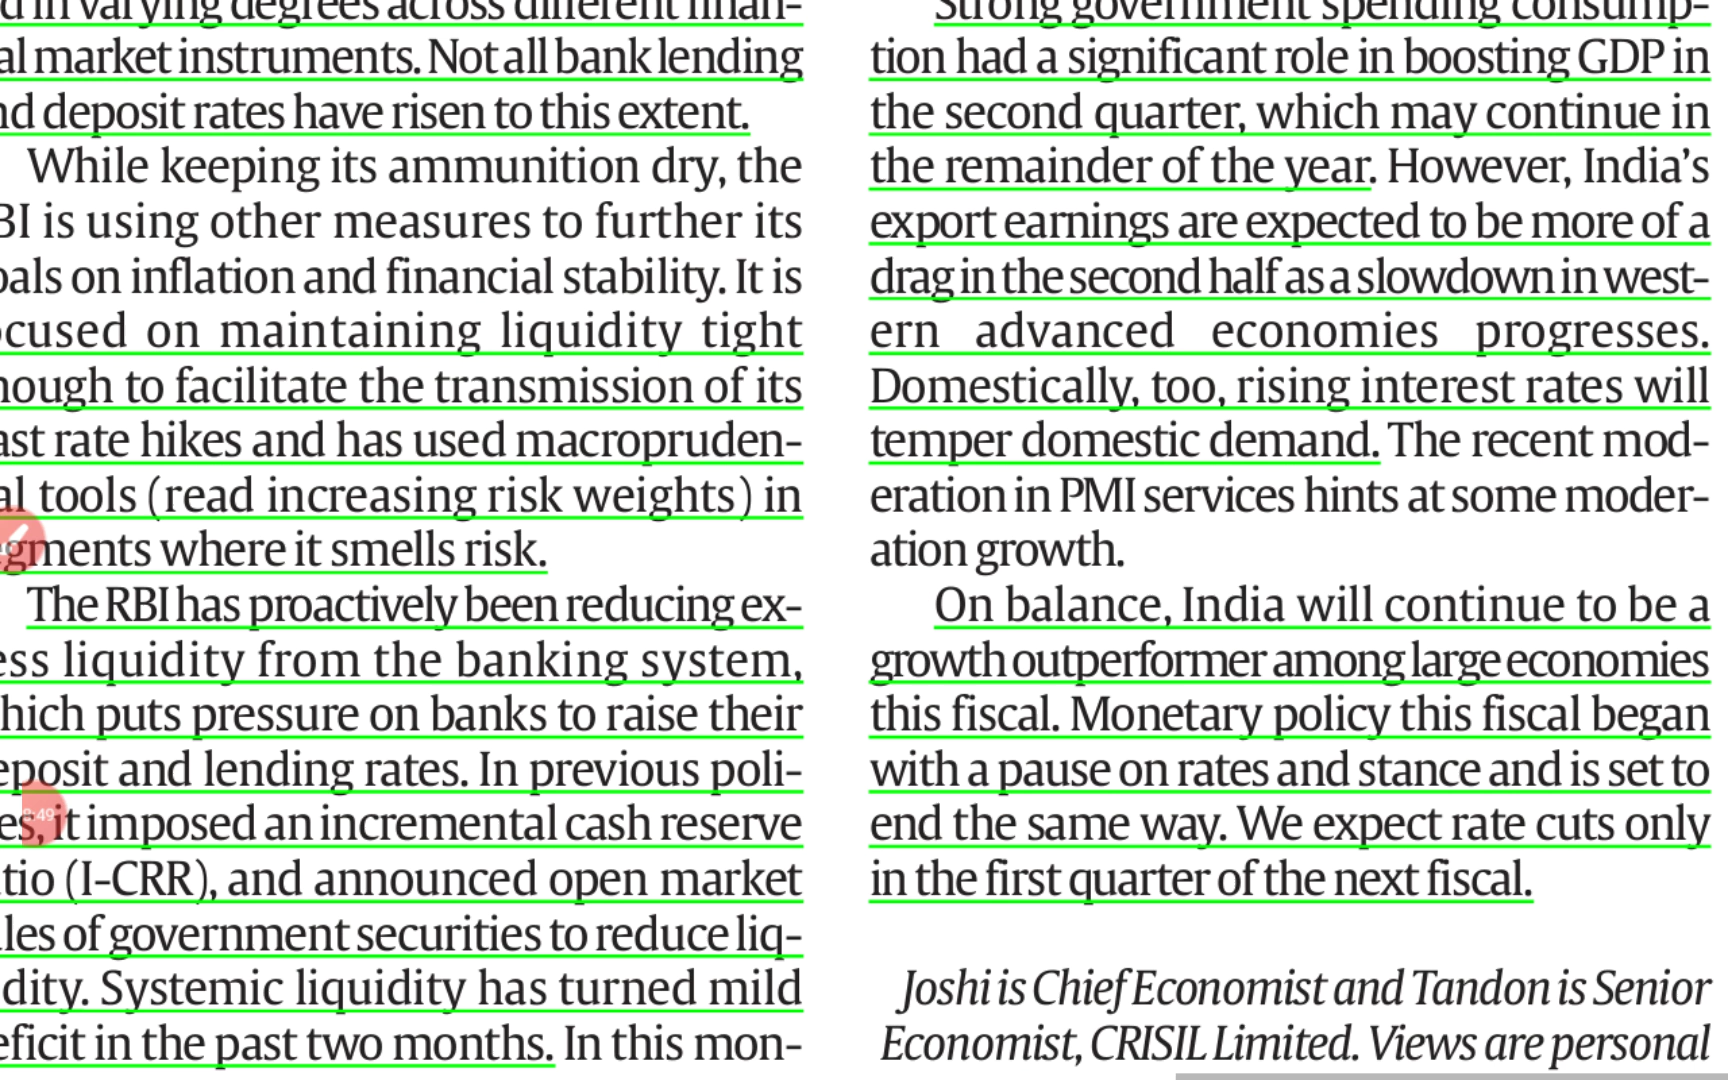 d in varying degrees across different finan-
al market instruments. Not all bank lending
nd deposit rates have risen to this extent.
While keeping its ammunition dry, the
BI is using other measures to further its
oals on inflation and financial stability. It is
ocused on maintaining liquidity tight
nough to facilitate the transmission of its
ast rate hikes and has used macropruden-
al tools (read increasing risk weights) in
gments where it smells risk.
The RBI has proactively been reducing ex-
ess liquidity from the banking system,
hich puts pressure on banks to raise their
eposit and lending rates. In previous poli-
es, it imposed an incremental cash reserve
tio (I-CRR), and announced open market
les of government securities to reduce liq-
dity. Systemic liquidity has turned mild
eficit in the past two months. In this mon-
Strong government spending consump-
tion had a significant role in boosting GDP in
the second quarter, which may continue in
the remainder of the year. However, India's
export earnings are expected to be more of a
drag in the second half as a slowdown in west-
ern advanced economies progresses.
Domestically, too, rising interest rates will
temper domestic demand. The recent mod-
eration in PMI services hints at some moder-
ation growth.
On balance, India will continue to be a
growth outperformer among large economies
this fiscal. Monetary policy this fiscal began
with a pause on rates and stance and is set to
end the same way. We expect rate cuts only
in the first quarter of the next fiscal.
Joshi is Chief Economist and Tandon is Senior
Economist, CRISIL Limited. Views are personal